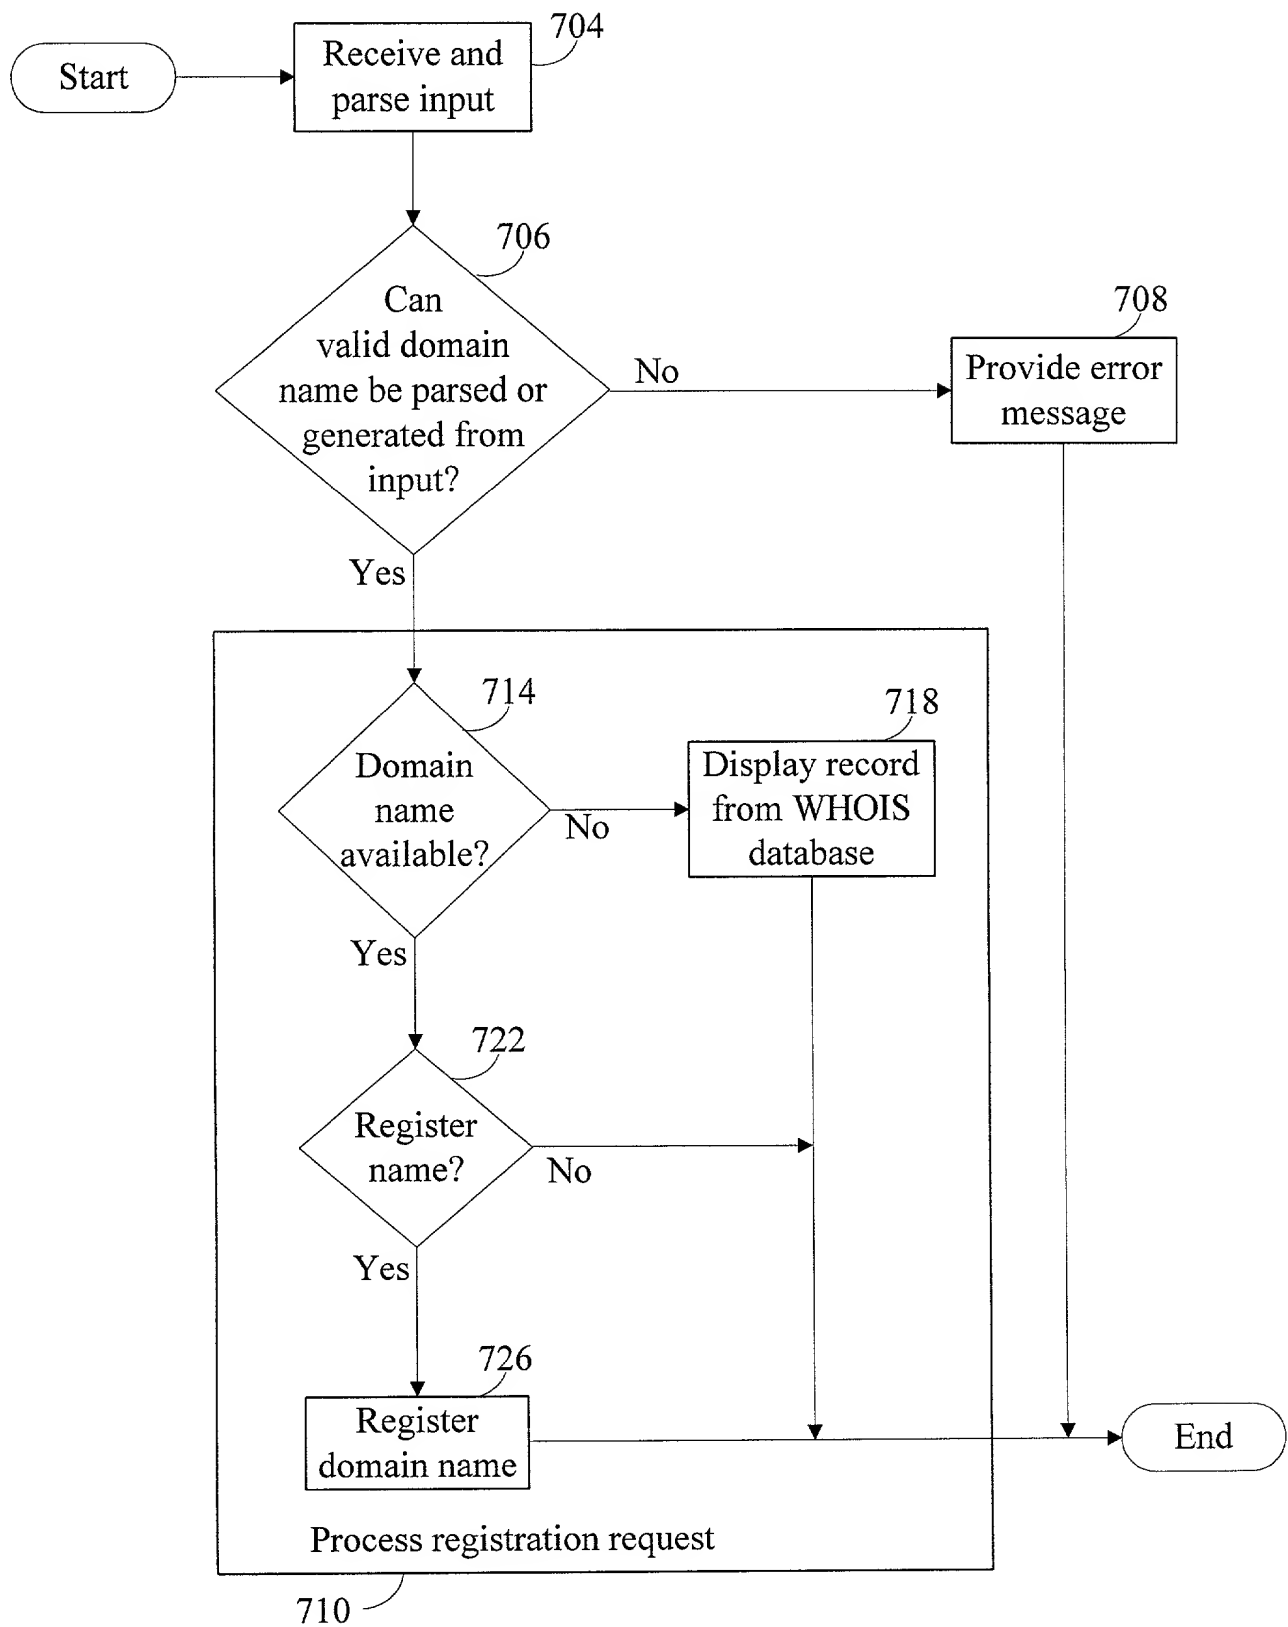 Start
704
Receive and
parse input
706
Can
valid domain
name be parsed or
generated from
input?
No
708
Provide error
message
Yes
714
Domain
name
available?
No
718
Display record
from WHOIS
database
Yes
722
Register
name?
No
Yes
726
Register
domain name
End
Process registration request
710